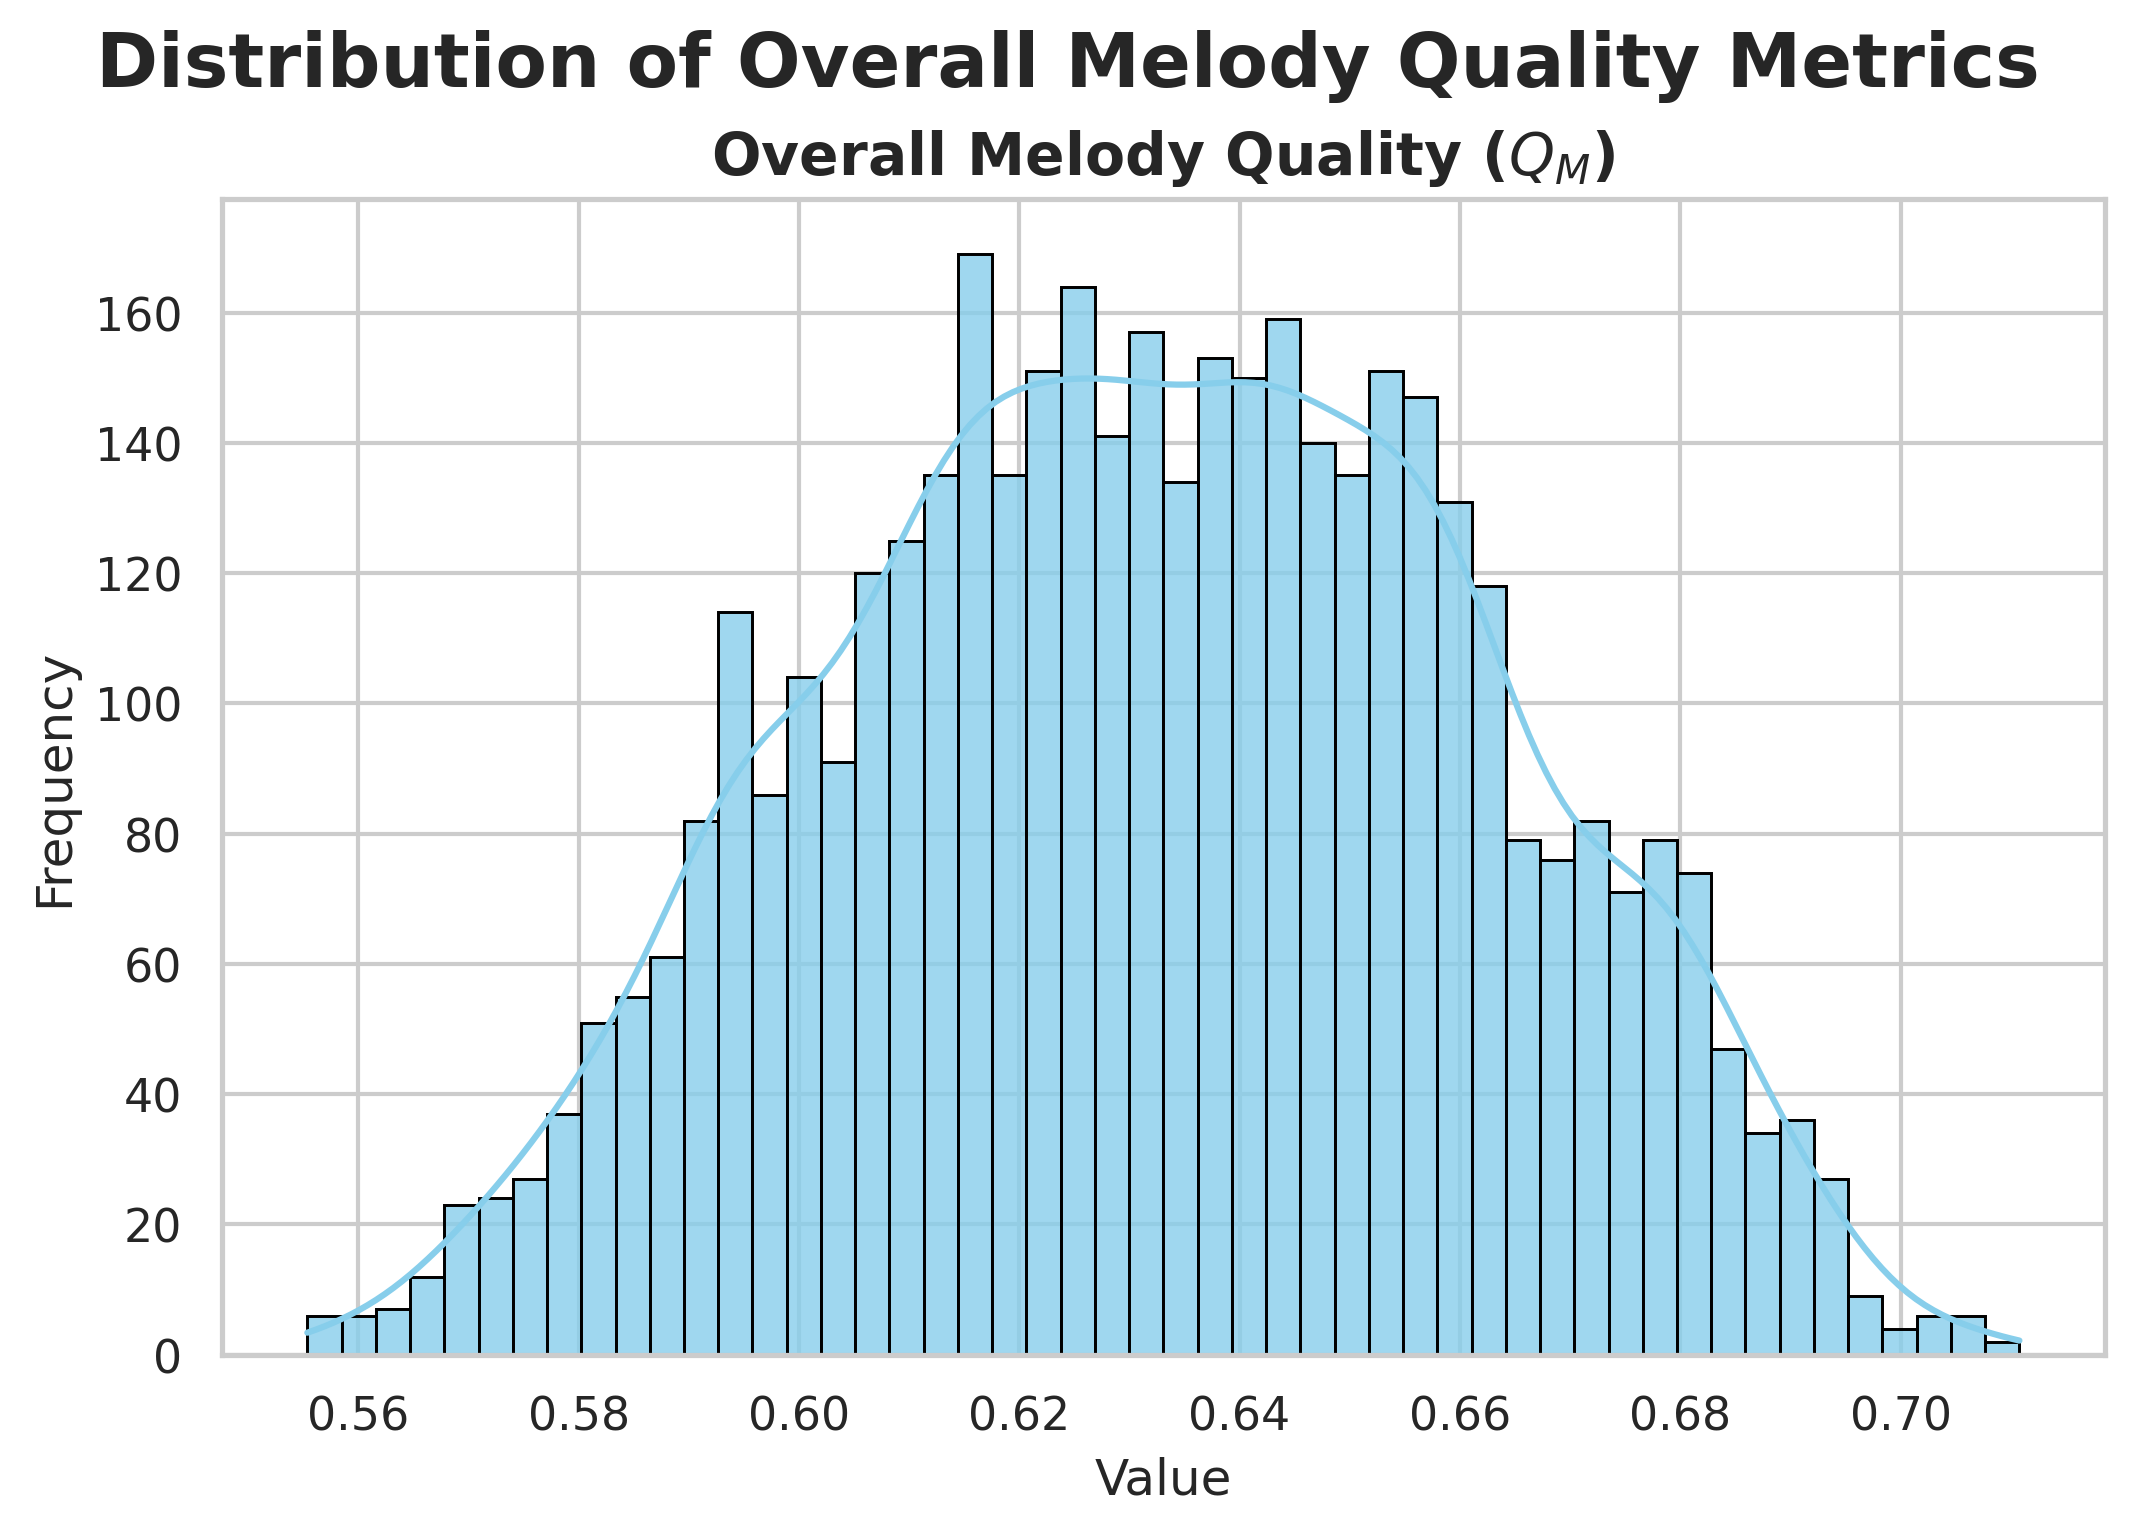 Distribution of Overall Melody Quality Metrics
Overall Melody Quality (Q_M)
Frequency
160
140
120
100
80
60
40
20
0
0.56 0.58 0.60 0.62 0.64 0.66 0.68 0.70
Value